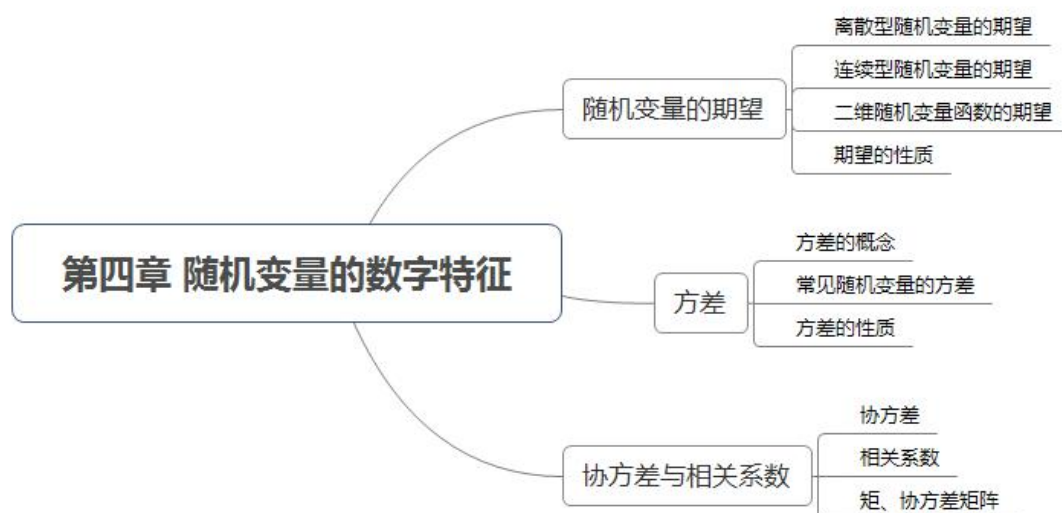 离散型随机变量的期望
连续型随机变量的期望
随机变量的期望
二维随机变量函数的期望
期望的性质
第四章 随机变量的数字特征
方差的概念
常见随机变量的方差
方差
方差的性质
协方差
相关系数
协方差与相关系数
矩、协方差矩阵